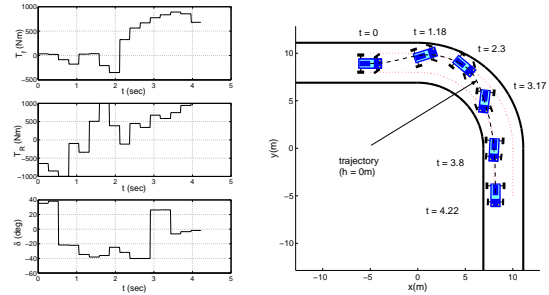 1000
500
0
−500
T_f (Nm)
0 1 2 3 4 5
t (sec)
1000
500
0
−500
−1000
T_R (Nm)
0 1 2 3 4 5
t (sec)
40
20
0
−20
−40
−60
δ (deg)
0 1 2 3 4 5
t (sec)
t = 0
t = 1.18
t = 2.3
t = 3.17
t = 3.8
t = 4.22
trajectory
(h = 0m)
10
5
0
−5
−10
y(m)
−10 −5 0 5 10
x(m)